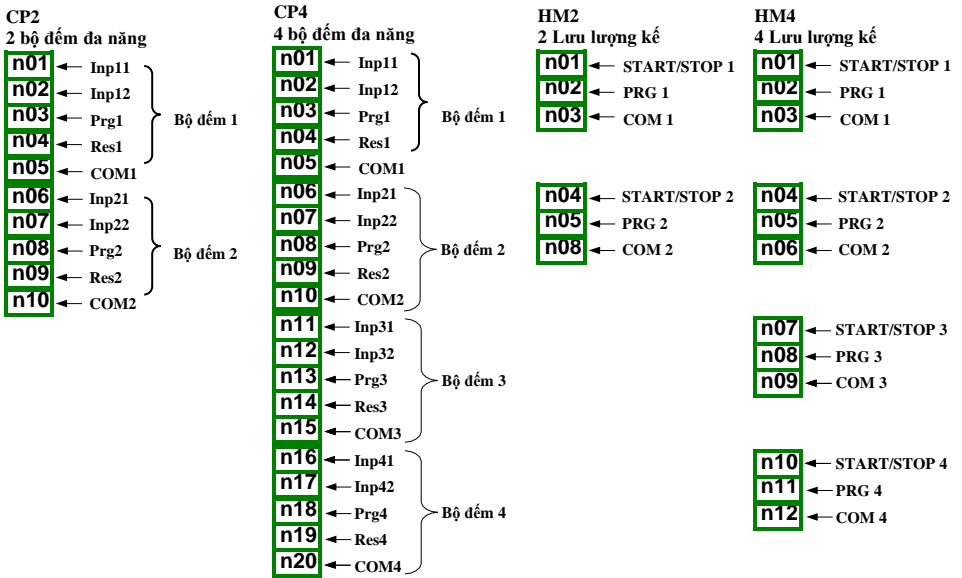 CP2
2 bộ đếm đa năng
n01 Inp11
n02 Inp12
n03 Prg1
n04 Res1
n05 COM1
Bộ đếm 1
n06 Inp21
n07 Inp22
n08 Prg2
n09 Res2
n10 COM2
Bộ đếm 2
CP4
4 bộ đếm đa năng
n01 Inp11
n02 Inp12
n03 Prg1
n04 Res1
n05 COM1
Bộ đếm 1
n06 Inp21
n07 Inp22
n08 Prg2
n09 Res2
n10 COM2
Bộ đếm 2
n11 Inp31
n12 Inp32
n13 Prg3
n14 Res3
n15 COM3
Bộ đếm 3
n16 Inp41
n17 Inp42
n18 Prg4
n19 Res4
n20 COM4
Bộ đếm 4
HM2
2 Lưu lượng kế
n01 START/STOP 1
n02 PRG 1
n03 COM 1
n04 START/STOP 2
n05 PRG 2
n08 COM 2
HM4
4 Lưu lượng kế
n01 START/STOP 1
n02 PRG 1
n03 COM 1
n04 START/STOP 2
n05 PRG 2
n06 COM 2
n07 START/STOP 3
n08 PRG 3
n09 COM 3
n10 START/STOP 4
n11 PRG 4
n12 COM 4